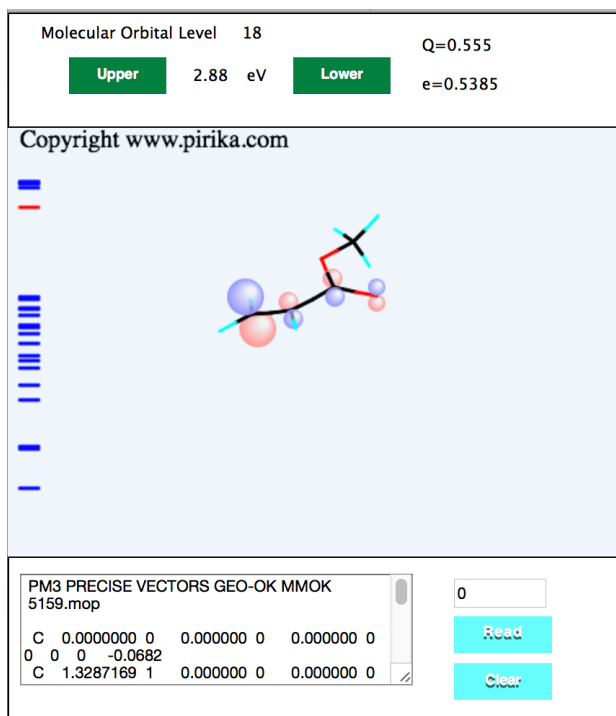 Molecular Orbital Level 18
Q=0.555
Upper 2.88 eV Lower
e=0.5385
Copyright www.pirika.com
PM3 PRECISE VECTORS GEO-OK MMOK
5159.mop
C 0.0000000 0 0.000000 0 0.000000 0
0 0 0 -0.0682
C 1.3287169 1 0.000000 0 0.000000 0
0
Read
Clear